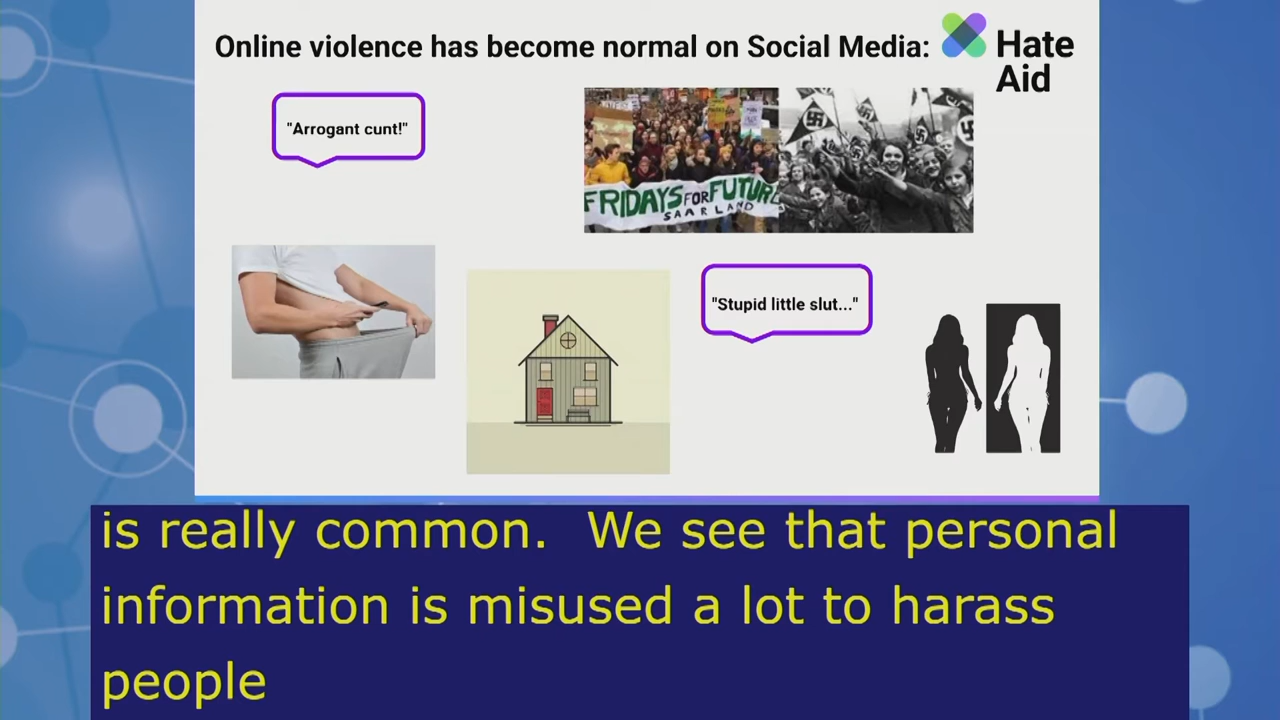 Online violence has become normal on Social Media:
Hate
Aid
"Arrogant cunt!"
FRIDAYS FOR FUTURE
SAARLAND
"Stupid little slut..."
is really common.  We see that personal
information is misused a lot to harass
people